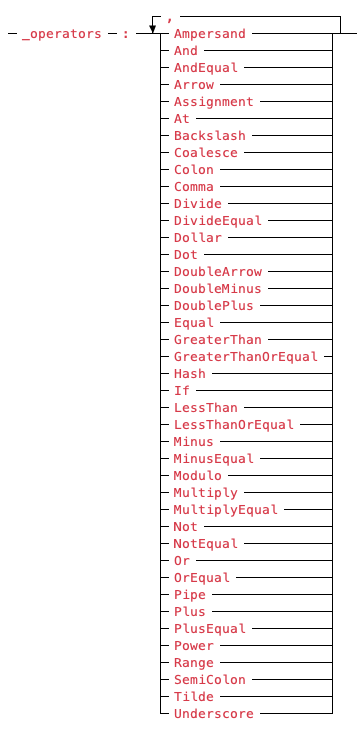 ,
_operators : Ampersand
And
AndEqual
Arrow
Assignment
At
Backslash
Coalesce
Colon
Comma
Divide
DivideEqual
Dollar
Dot
DoubleArrow
DoubleMinus
DoublePlus
Equal
GreaterThan
GreaterThanOrEqual
Hash
If
LessThan
LessThanOrEqual
Minus
MinusEqual
Modulo
Multiply
MultiplyEqual
Not
NotEqual
Or
OrEqual
Pipe
Plus
PlusEqual
Power
Range
SemiColon
Tilde
Underscore